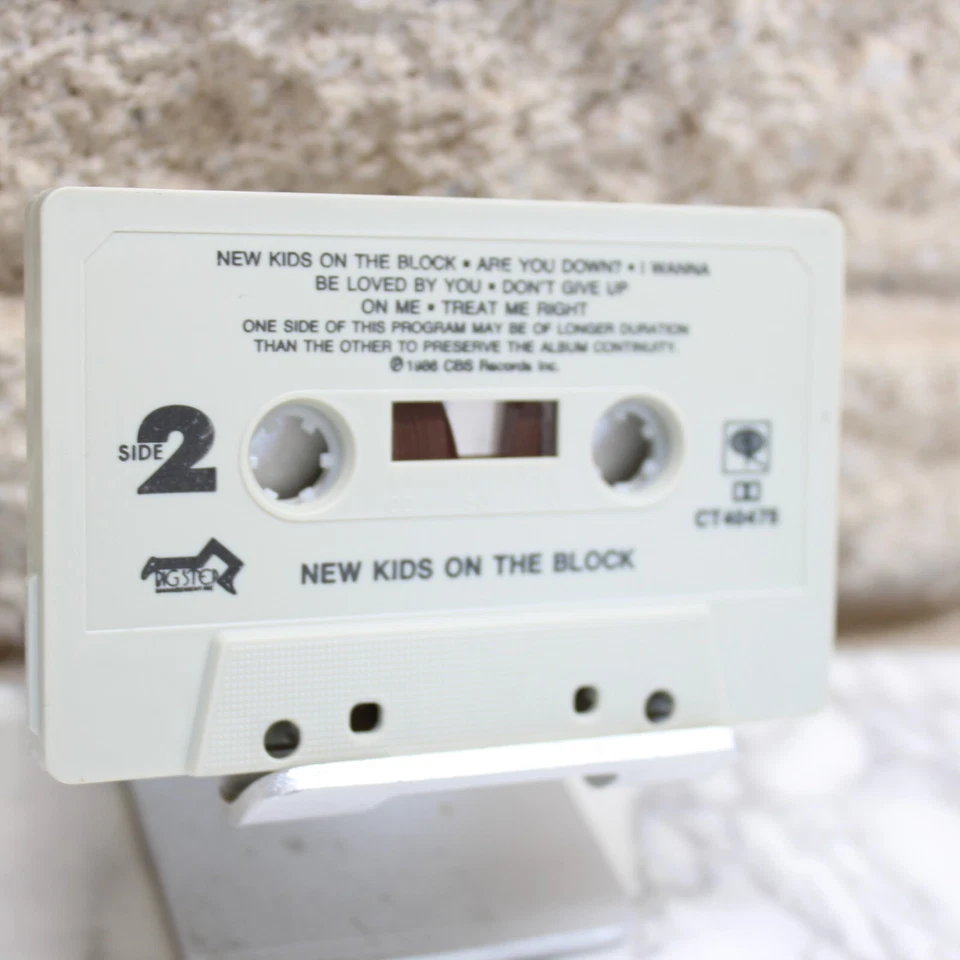 NEW KIDS ON THE BLOCK ▪ ARE YOU DOWN? ▪ I WANNA
BE LOVED BY YOU ▪ DON'T GIVE UP
ON ME ▪ TREAT ME RIGHT
ONE SIDE OF THIS PROGRAM MAY BE OF LONGER DURATION
THAN THE OTHER TO PRESERVE THE ALBUM CONTINUITY.
℗ 1986 CBS Records Inc.
SIDE 2
CT 40475
BIG STEP
NEW KIDS ON THE BLOCK